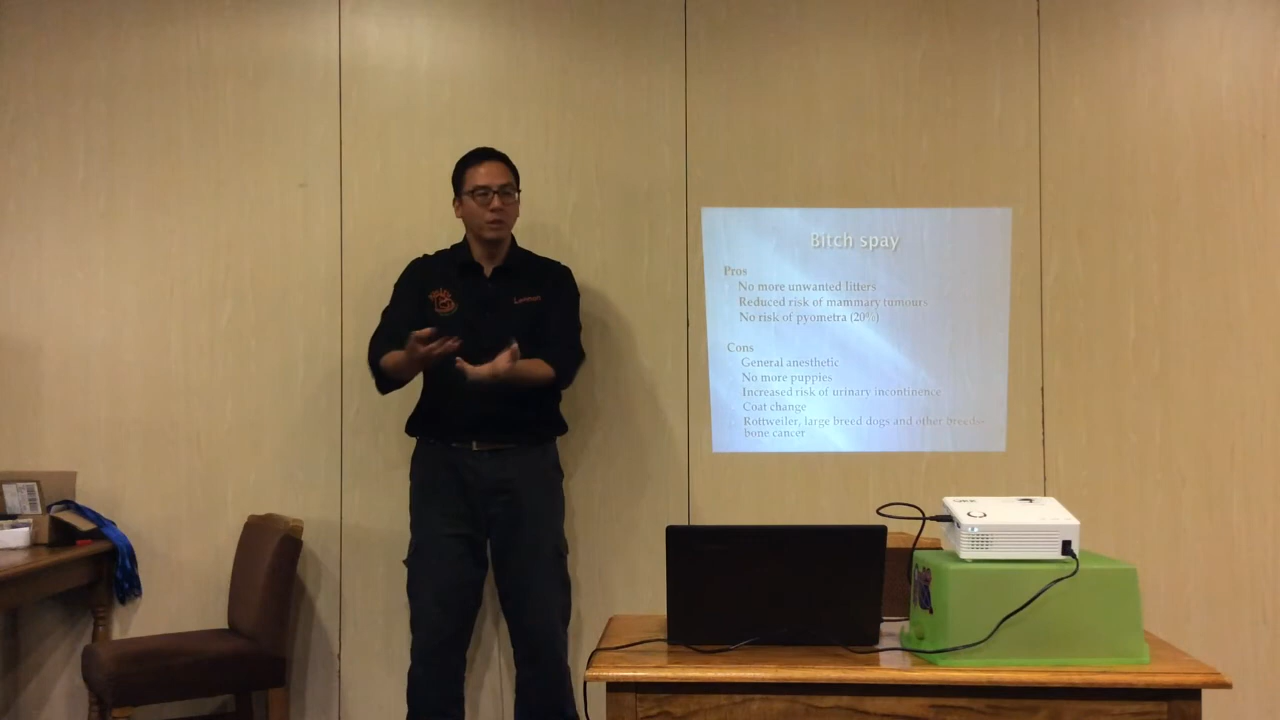 Bitch spay
Pros
No more unwanted litters
Reduced risk of mammary tumours
No risk of pyometra (20%)
Cons
General anesthetic
No more puppies
Increased risk of urinary incontinence
Coat change
Rottweiler, large breed dogs and other breeds-
bone cancer